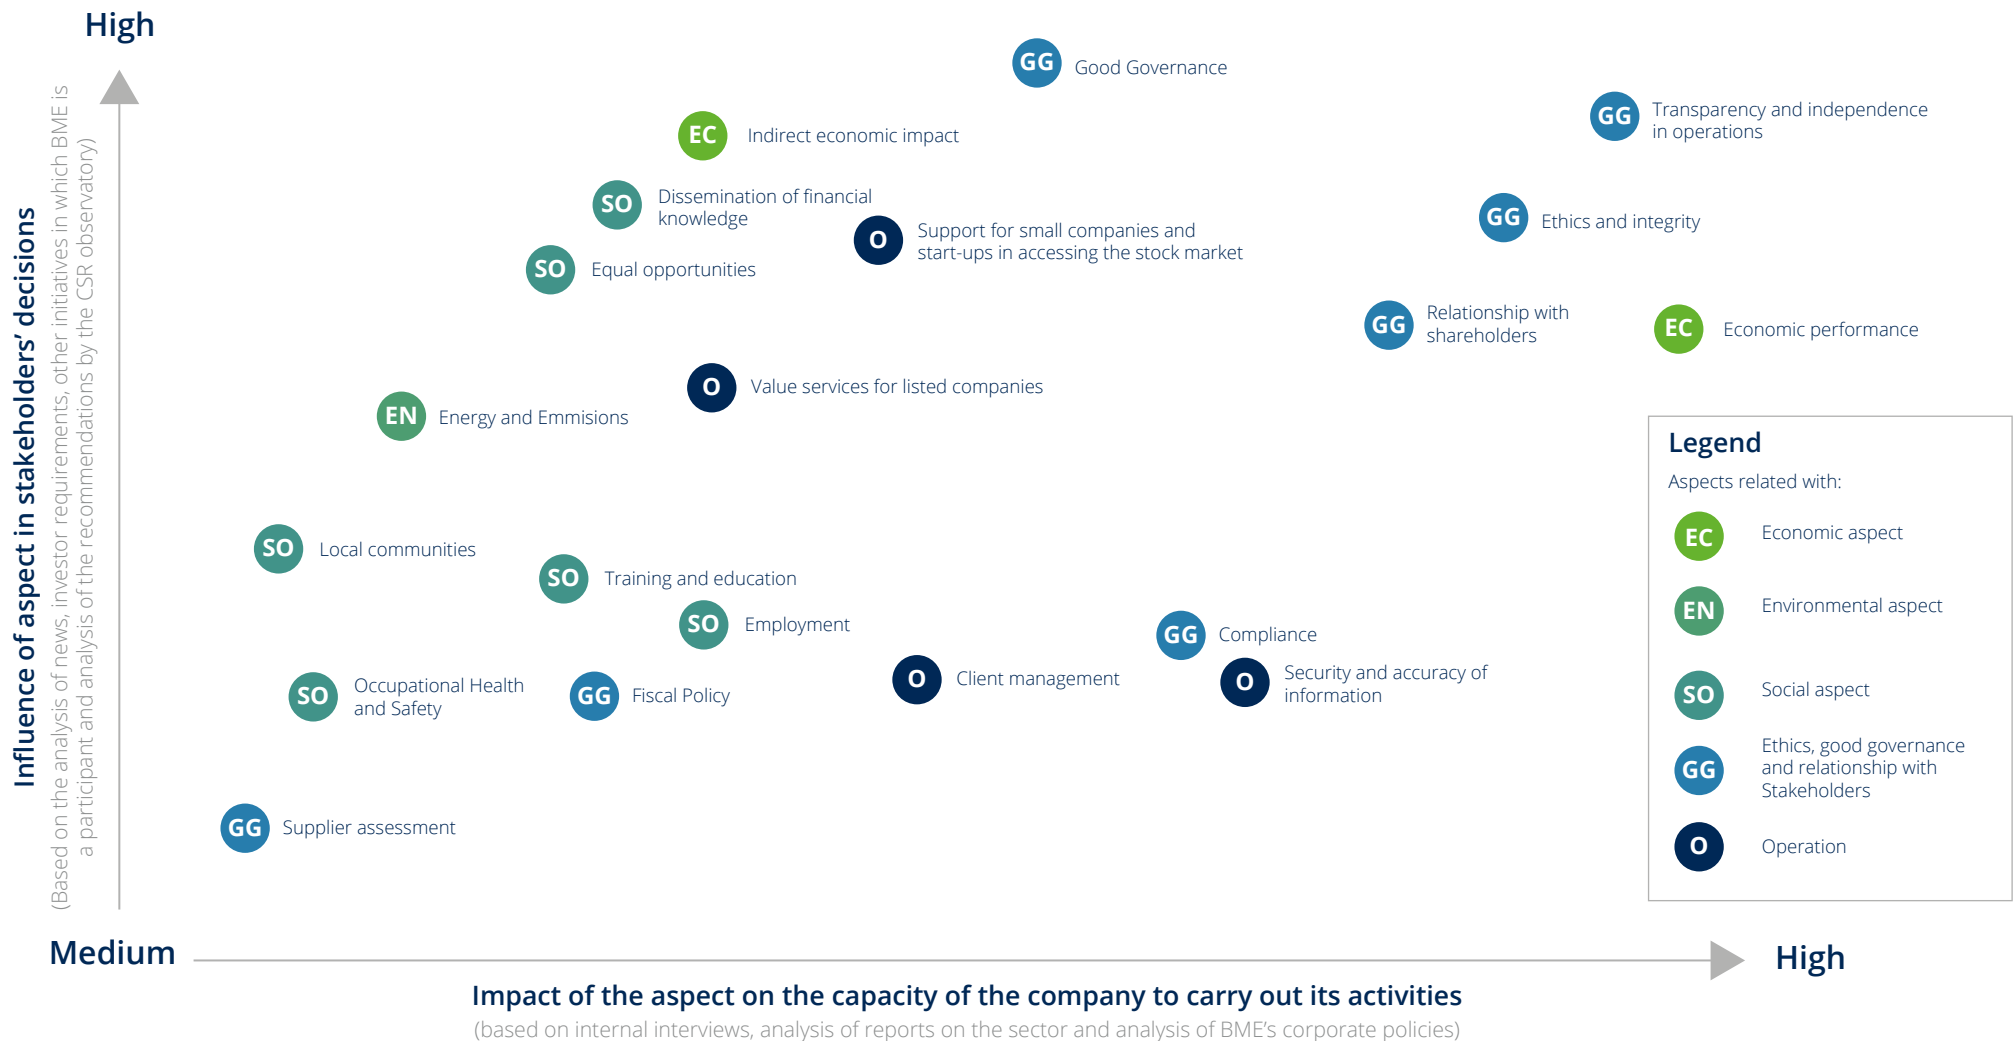 High
GG
Good Governance
GG
Transparency and independence
in operations
EC
Indirect economic impact
SO
Dissemination of financial
knowledge
GG
Ethics and integrity
O
Support for small companies and
start-ups in accessing the stock market
SO
Equal opportunities
GG
Relationship with
shareholders
EC
Economic performance
O
Value services for listed companies
EN
Energy and Emmisions
SO
Local communities
SO
Training and education
SO
Employment
GG
Compliance
O
Client management
O
Security and accuracy of
information
SO
Occupational Health
and Safety
GG
Fiscal Policy
GG
Supplier assessment
Influence of aspect in stakeholders’ decisions
(Based on the analysis of news, investor requirements, other initiatives in which BME is
a participant and analysis of the recommendations by the CSR observatory)
Legend
Aspects related with:
EC
Economic aspect
EN
Environmental aspect
SO
Social aspect
GG
Ethics, good governance
and relationship with
Stakeholders
O
Operation
Medium
High
Impact of the aspect on the capacity of the company to carry out its activities
(based on internal interviews, analysis of reports on the sector and analysis of BME’s corporate policies)